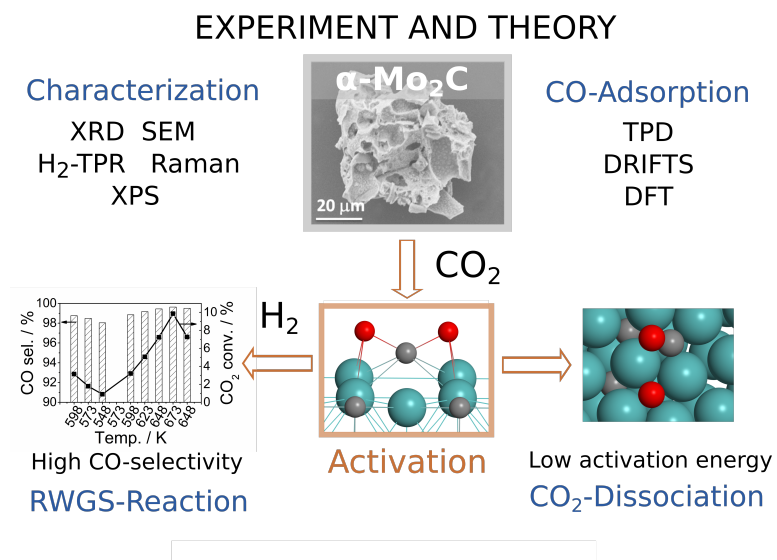 EXPERIMENT AND THEORY
Characterization
XRD SEM
H₂-TPR Raman
XPS
α-Mo₂C
20 μm
CO-Adsorption
TPD
DRIFTS
DFT
CO₂
H₂
CO sel. / %
100
98
96
94
92
90
10
8
6
4
2
0
CO₂ conv. / %
598
573
548
573
598
623
648
673
648
Temp. / K
High CO-selectivity
RWGS-Reaction
Activation
Low activation energy
CO₂-Dissociation